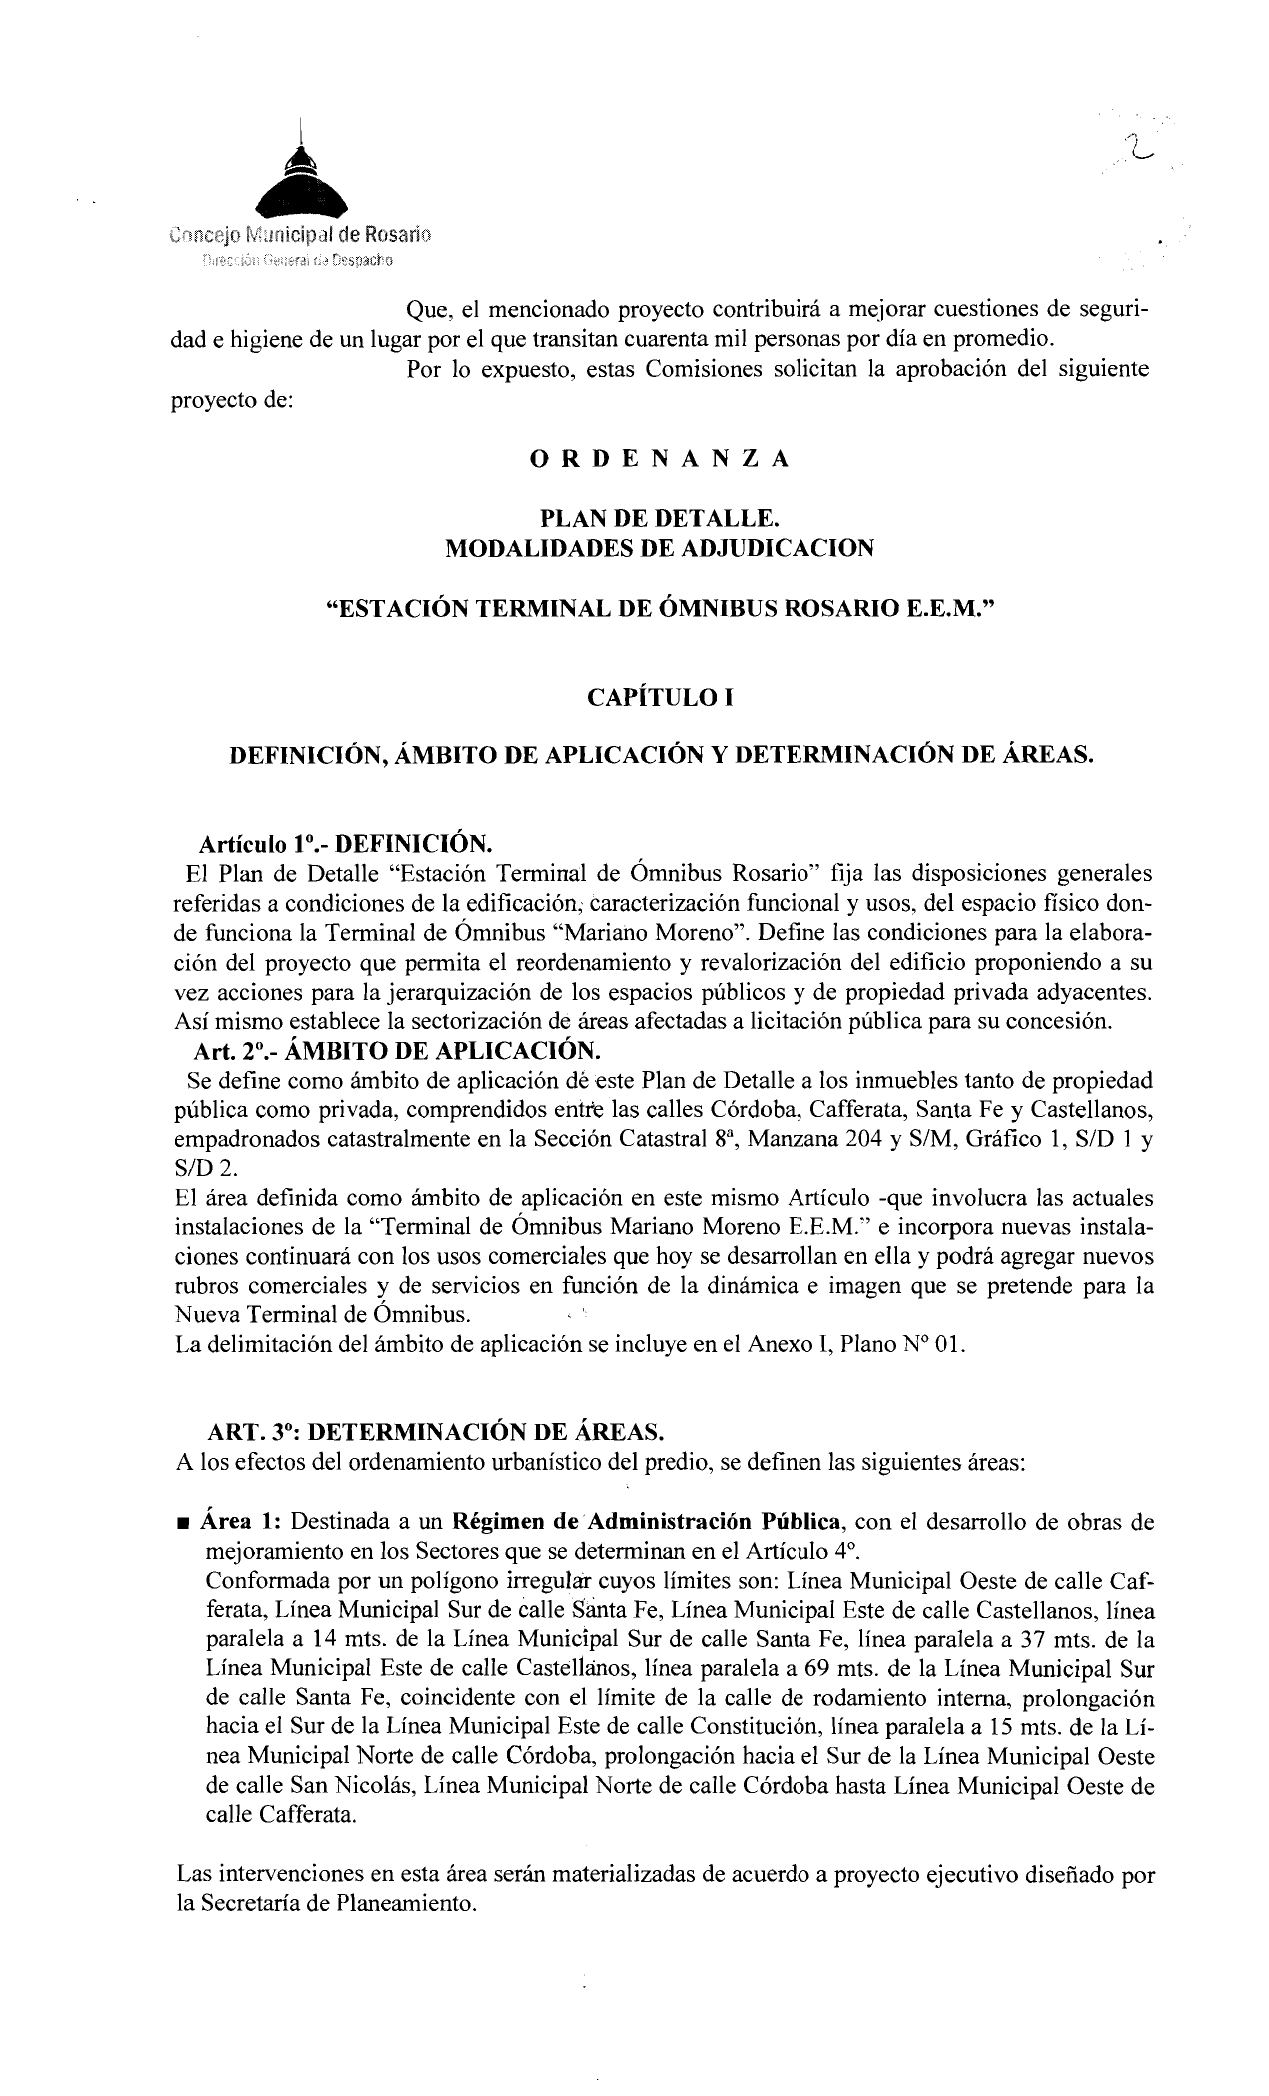 2
Concejo Municipal de Rosario
Dirección General de Despacho
Que, el mencionado proyecto contribuirá a mejorar cuestiones de seguri-
dad e higiene de un lugar por el que transitan cuarenta mil personas por día en promedio.
Por lo expuesto, estas Comisiones solicitan la aprobación del siguiente
proyecto de:
O R D E N A N Z A
PLAN DE DETALLE.
MODALIDADES DE ADJUDICACION
“ESTACIÓN TERMINAL DE ÓMNIBUS ROSARIO E.E.M.”
CAPÍTULO I
DEFINICIÓN, ÁMBITO DE APLICACIÓN Y DETERMINACIÓN DE ÁREAS.
Artículo 1º.- DEFINICIÓN.
El Plan de Detalle “Estación Terminal de Ómnibus Rosario” fija las disposiciones generales
referidas a condiciones de la edificación, caracterización funcional y usos, del espacio físico don-
de funciona la Terminal de Ómnibus “Mariano Moreno”. Define las condiciones para la elabora-
ción del proyecto que permita el reordenamiento y revalorización del edificio proponiendo a su
vez acciones para la jerarquización de los espacios públicos y de propiedad privada adyacentes.
Así mismo establece la sectorización de áreas afectadas a licitación pública para su concesión.
Art. 2º.- ÁMBITO DE APLICACIÓN.
Se define como ámbito de aplicación de este Plan de Detalle a los inmuebles tanto de propiedad
pública como privada, comprendidos entre las calles Córdoba, Cafferata, Santa Fe y Castellanos,
empadronados catastralmente en la Sección Catastral 8ª, Manzana 204 y S/M, Gráfico 1, S/D 1 y
S/D 2.
El área definida como ámbito de aplicación en este mismo Artículo -que involucra las actuales
instalaciones de la “Terminal de Ómnibus Mariano Moreno E.E.M.” e incorpora nuevas instala-
ciones continuará con los usos comerciales que hoy se desarrollan en ella y podrá agregar nuevos
rubros comerciales y de servicios en función de la dinámica e imagen que se pretende para la
Nueva Terminal de Ómnibus.
La delimitación del ámbito de aplicación se incluye en el Anexo I, Plano Nº 01.
ART. 3º: DETERMINACIÓN DE ÁREAS.
A los efectos del ordenamiento urbanístico del predio, se definen las siguientes áreas:
▪ Área 1: Destinada a un Régimen de Administración Pública, con el desarrollo de obras de
mejoramiento en los Sectores que se determinan en el Artículo 4º.
Conformada por un polígono irregular cuyos límites son: Línea Municipal Oeste de calle Caf-
ferata, Línea Municipal Sur de calle Santa Fe, Línea Municipal Este de calle Castellanos, línea
paralela a 14 mts. de la Línea Municipal Sur de calle Santa Fe, línea paralela a 37 mts. de la
Línea Municipal Este de calle Castellanos, línea paralela a 69 mts. de la Línea Municipal Sur
de calle Santa Fe, coincidente con el límite de la calle de rodamiento interna, prolongación
hacia el Sur de la Línea Municipal Este de calle Constitución, línea paralela a 15 mts. de la Lí-
nea Municipal Norte de calle Córdoba, prolongación hacia el Sur de la Línea Municipal Oeste
de calle San Nicolás, Línea Municipal Norte de calle Córdoba hasta Línea Municipal Oeste de
calle Cafferata.
Las intervenciones en esta área serán materializadas de acuerdo a proyecto ejecutivo diseñado por
la Secretaría de Planeamiento.